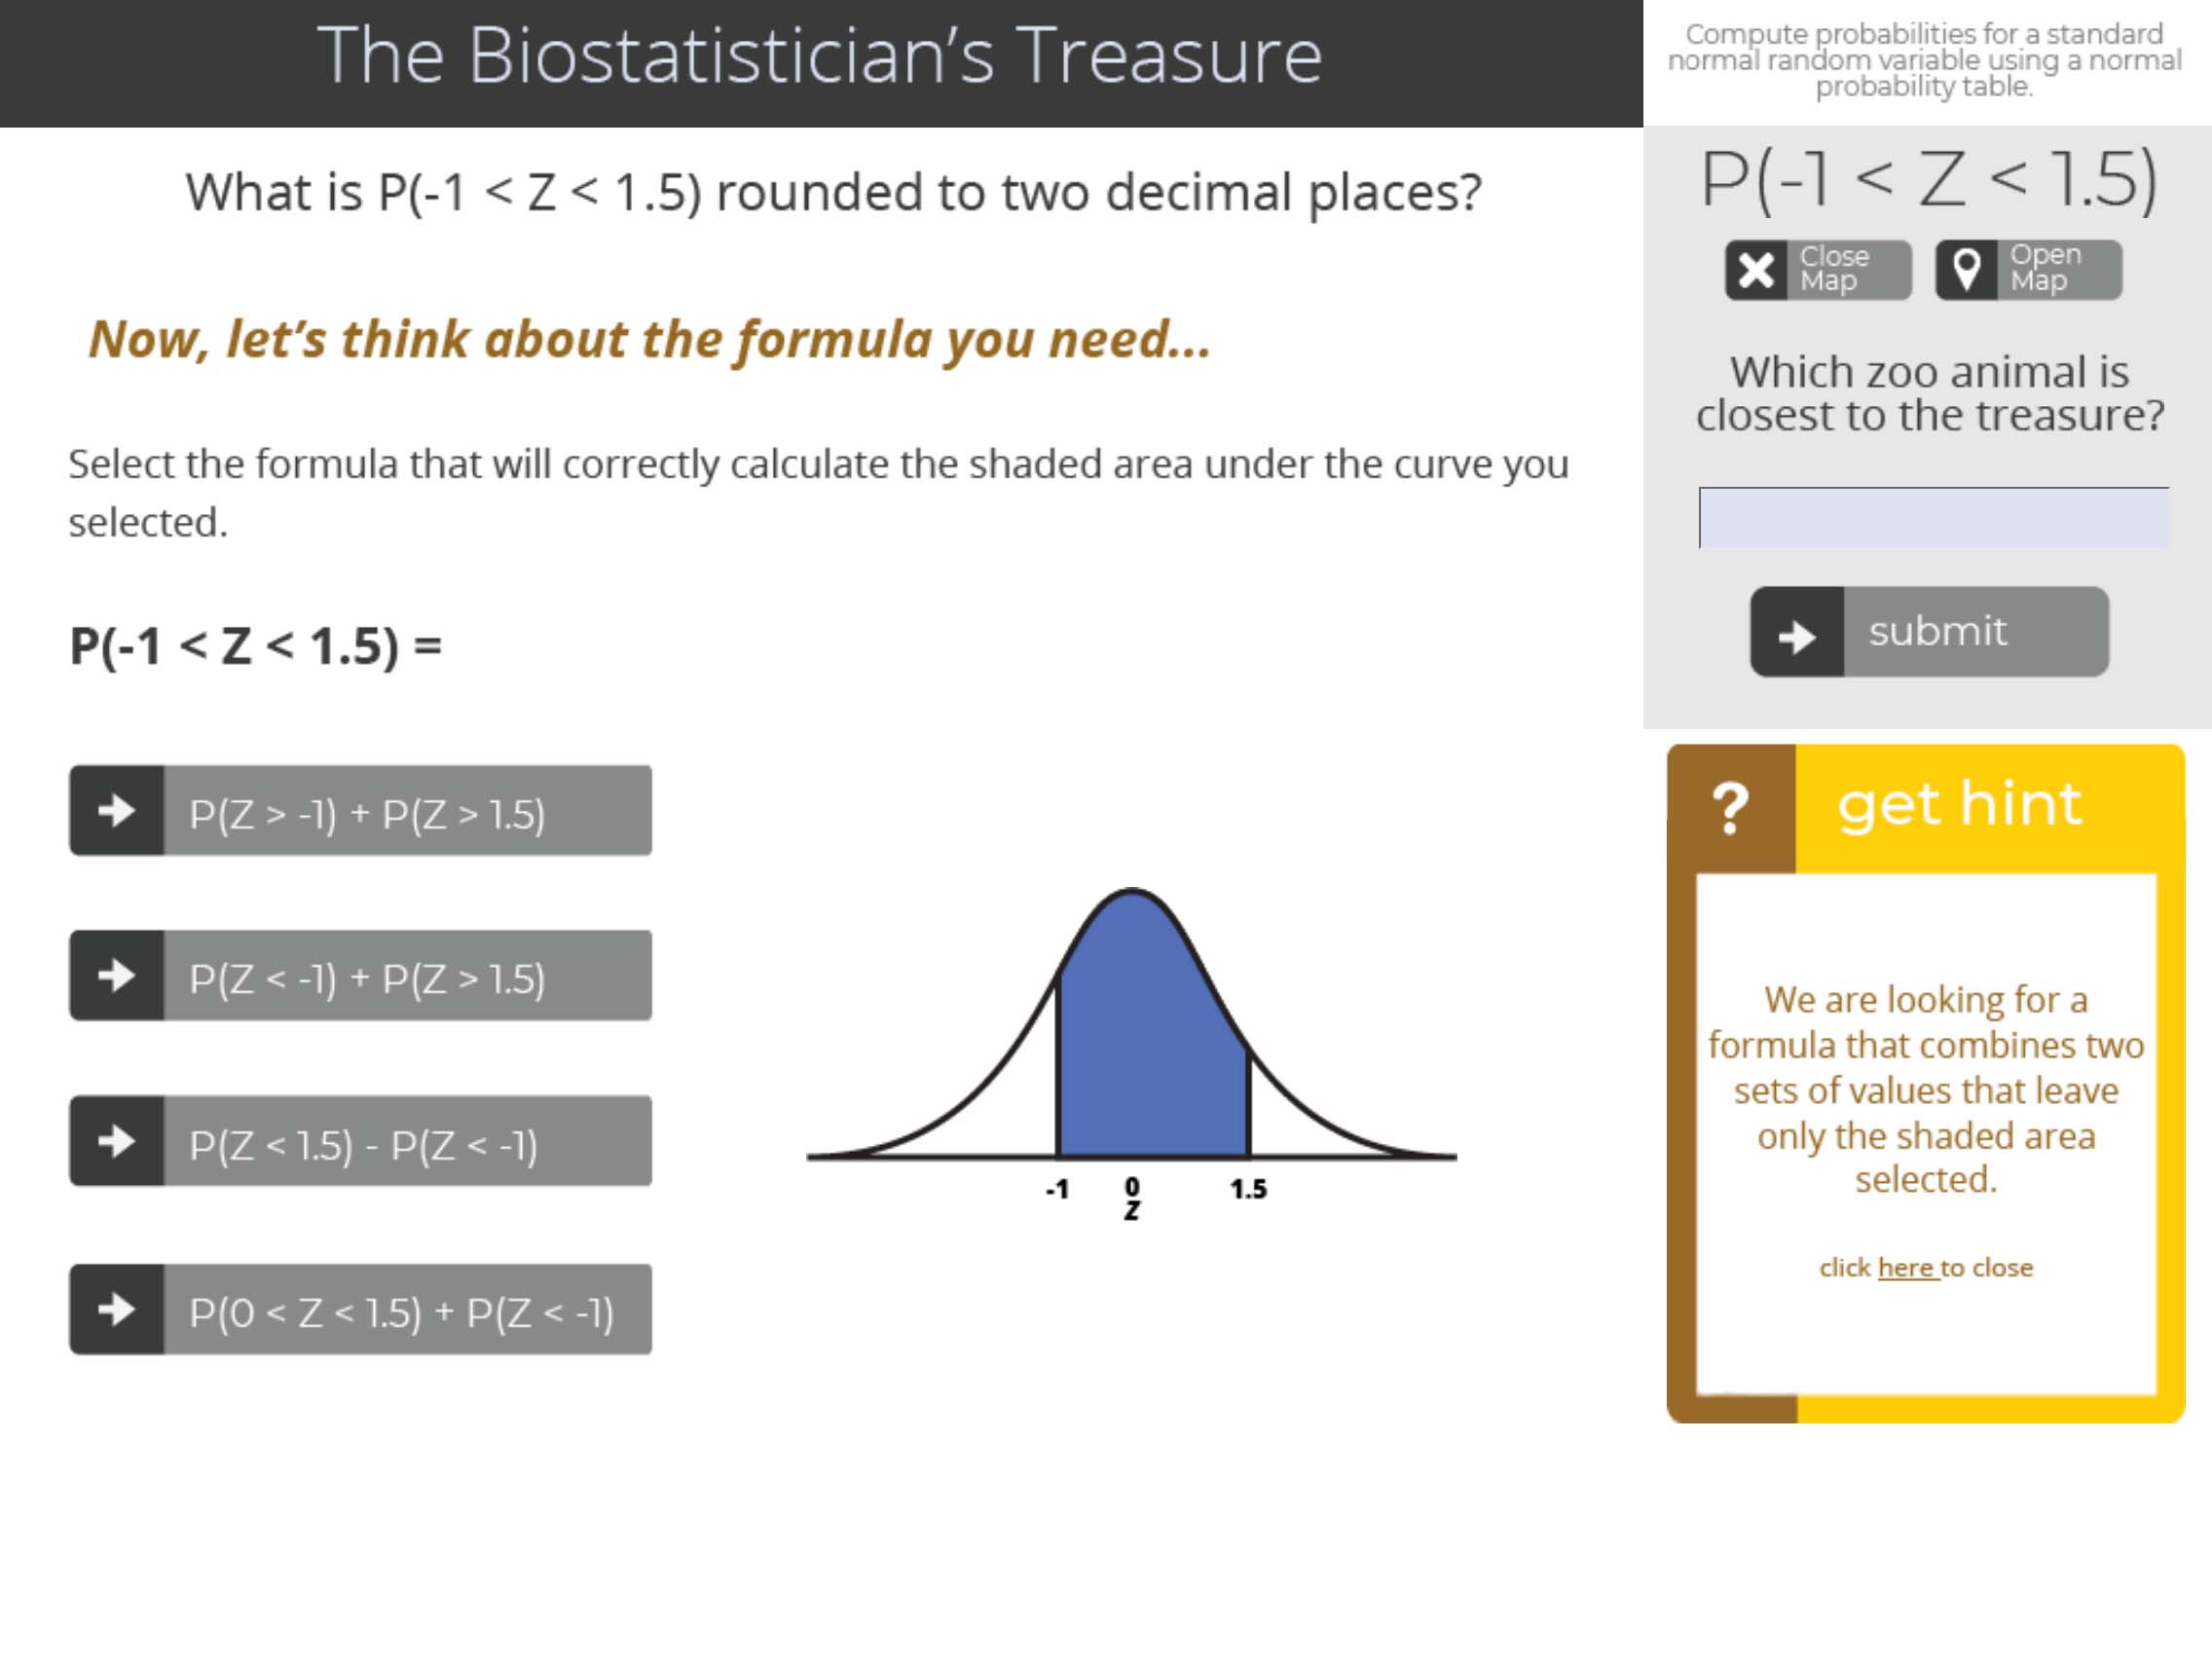 The Biostatistician's Treasure
What is P(-1 < Z < 1.5) rounded to two decimal places?
Now, let's think about the formula you need...
Select the formula that will correctly calculate the shaded area under the curve you
selected.
P(-1 < Z < 1.5) =
P(Z > -1) + P(Z > 1.5)
P(Z < -1) + P(Z > 1.5)
P(Z < 1.5) - P(Z < -1)
P(0 < Z < 1.5) + P(Z < -1)
-1
0
1.5
Z
Compute probabilities for a standard
normal random variable using a normal
probability table.
P(-1 < Z < 1.5)
Close
Map
Open
Map
Which zoo animal is
closest to the treasure?
submit
? get hint
We are looking for a
formula that combines two
sets of values that leave
only the shaded area
selected.
click here to close